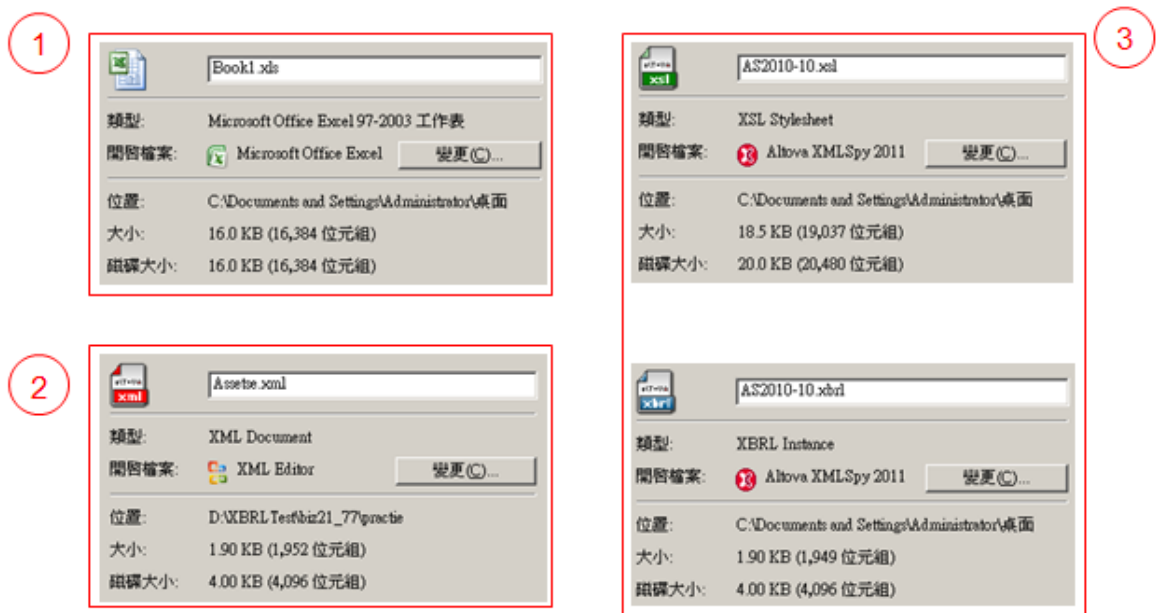 1
Book1.xls
類型: Microsoft Office Excel 97-2003 工作表
開啓檔案: Microsoft Office Excel 變更(C)...
位置: C:\Documents and Settings\Administrator\桌面
大小: 16.0 KB (16,384 位元組)
磁碟大小: 16.0 KB (16,384 位元組)
2
xml
Assetse.xml
類型: XML Document
開啓檔案: XML Editor 變更(C)...
位置: D:\XBRL Test\biz21_77\practie
大小: 1.90 KB (1,952 位元組)
磁碟大小: 4.00 KB (4,096 位元組)
3
xsl
AS2010-10.xsl
類型: XSL Stylesheet
開啓檔案: Altova XMLSpy 2011 變更(C)...
位置: C:\Documents and Settings\Administrator\桌面
大小: 18.5 KB (19,037 位元組)
磁碟大小: 20.0 KB (20,480 位元組)
xbrl
AS2010-10.xbrl
類型: XBRL Instance
開啓檔案: Altova XMLSpy 2011 變更(C)...
位置: C:\Documents and Settings\Administrator\桌面
大小: 1.90 KB (1,949 位元組)
磁碟大小: 4.00 KB (4,096 位元組)